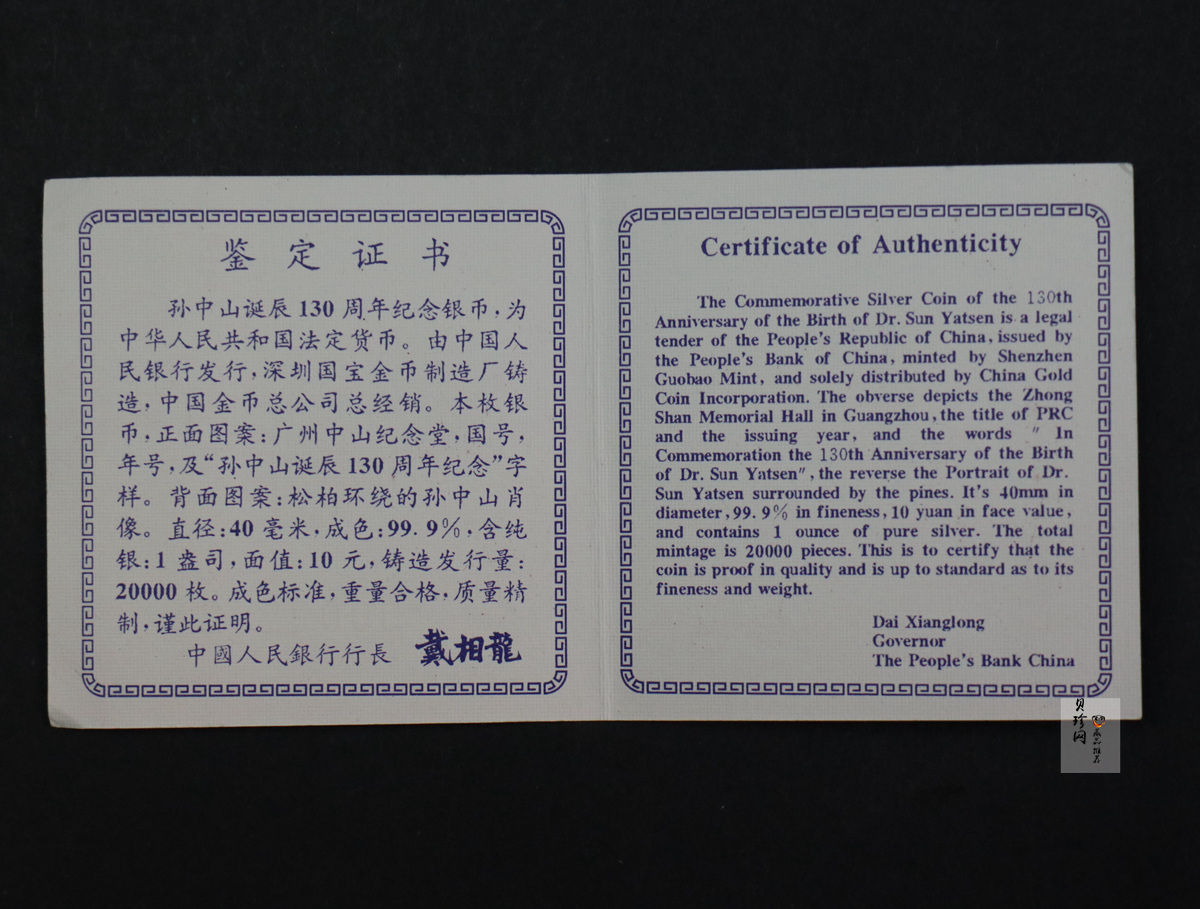 鉴定证书
孙中山诞辰130周年纪念银币,为
中华人民共和国法定货币。由中国人
民银行发行,深圳国宝金币制造厂铸
造,中国金币总公司总经销。本枚银
币,正面图案:广州中山纪念堂,国号,
年号,及“孙中山诞辰130周年纪念”字
样。背面图案:松柏环绕的孙中山肖
像。直径:40毫米,成色:99.9%,含纯
银:1盎司,面值:10元,铸造发行量:
20000枚。成色标准,重量合格,质量精
制,谨此证明。
中國人民銀行行長 戴相龍
Certificate of Authenticity
The Commemorative Silver Coin of the 130th
Anniversary of the Birth of Dr. Sun Yatsen is a legal
tender of the People's Republic of China, issued by
the People's Bank of China, minted by Shenzhen
Guobao Mint, and solely distributed by China Gold
Coin Incorporation. The obverse depicts the Zhong
Shan Memorial Hall in Guangzhou, the title of PRC
and the issuing year, and the words " In
Commemoration the 130th Anniversary of the Birth
of Dr. Sun Yatsen", the reverse the Portrait of Dr.
Sun Yatsen surrounded by the pines. It's 40mm in
diameter, 99.9% in fineness, 10 yuan in face value,
and contains 1 ounce of pure silver. The total
mintage is 20000 pieces. This is to certify that the
coin is proof in quality and is up to standard as to its
fineness and weight.
Dai Xianglong
Governor
The People's Bank China
贝珍网
藏品推荐